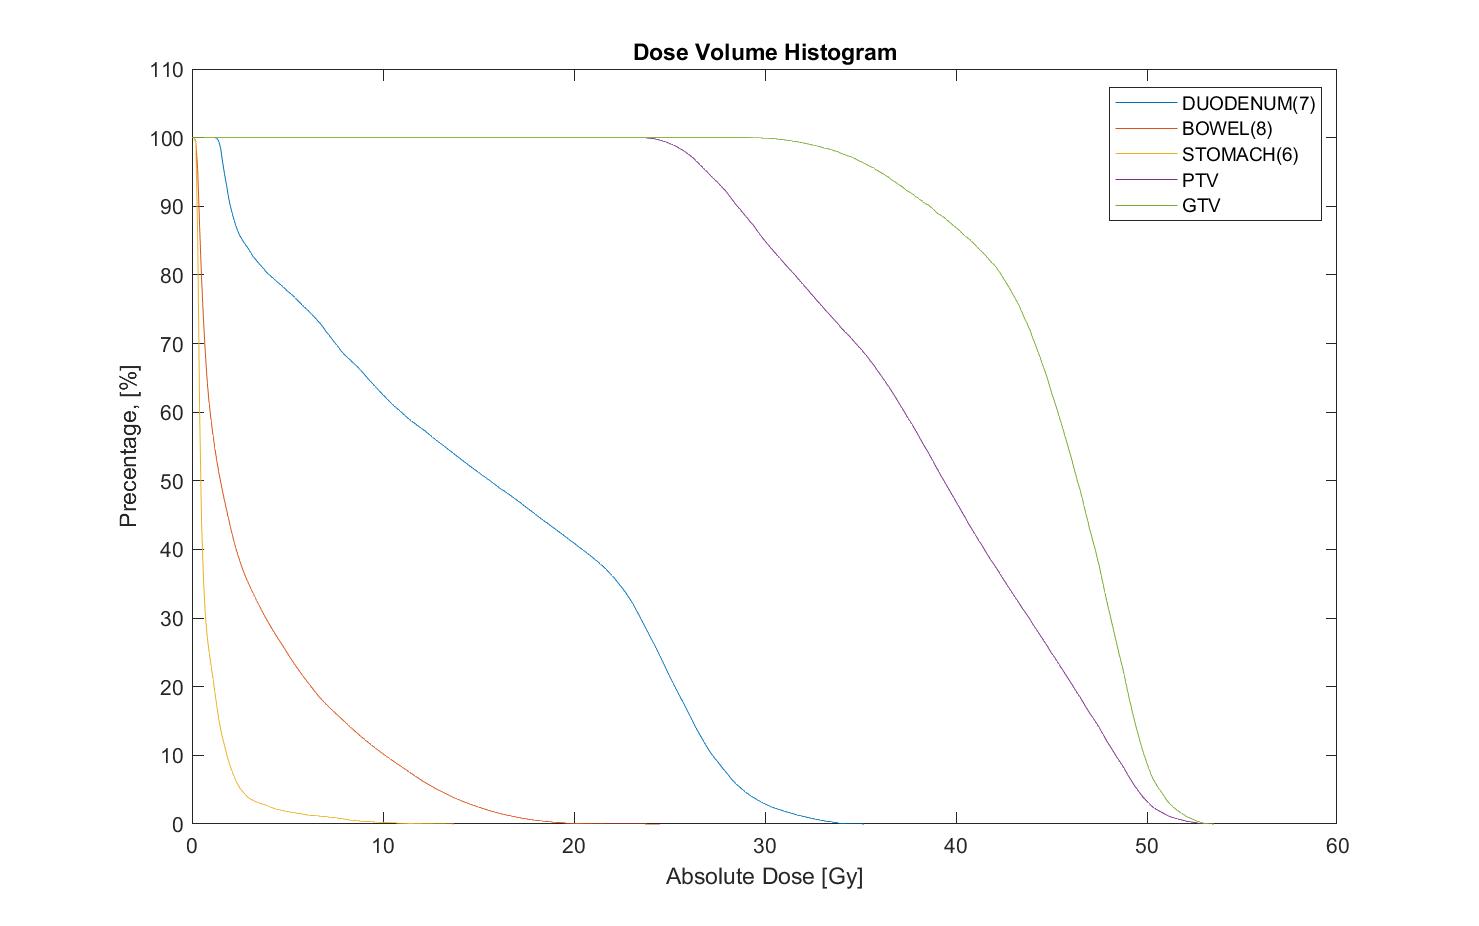 Dose Volume Histogram
110
100
90
80
70
60
50
40
30
20
10
0
Precentage, [%]
0 10 20 30 40 50 60
Absolute Dose [Gy]
DUODENUM(7)
BOWEL(8)
STOMACH(6)
PTV
GTV